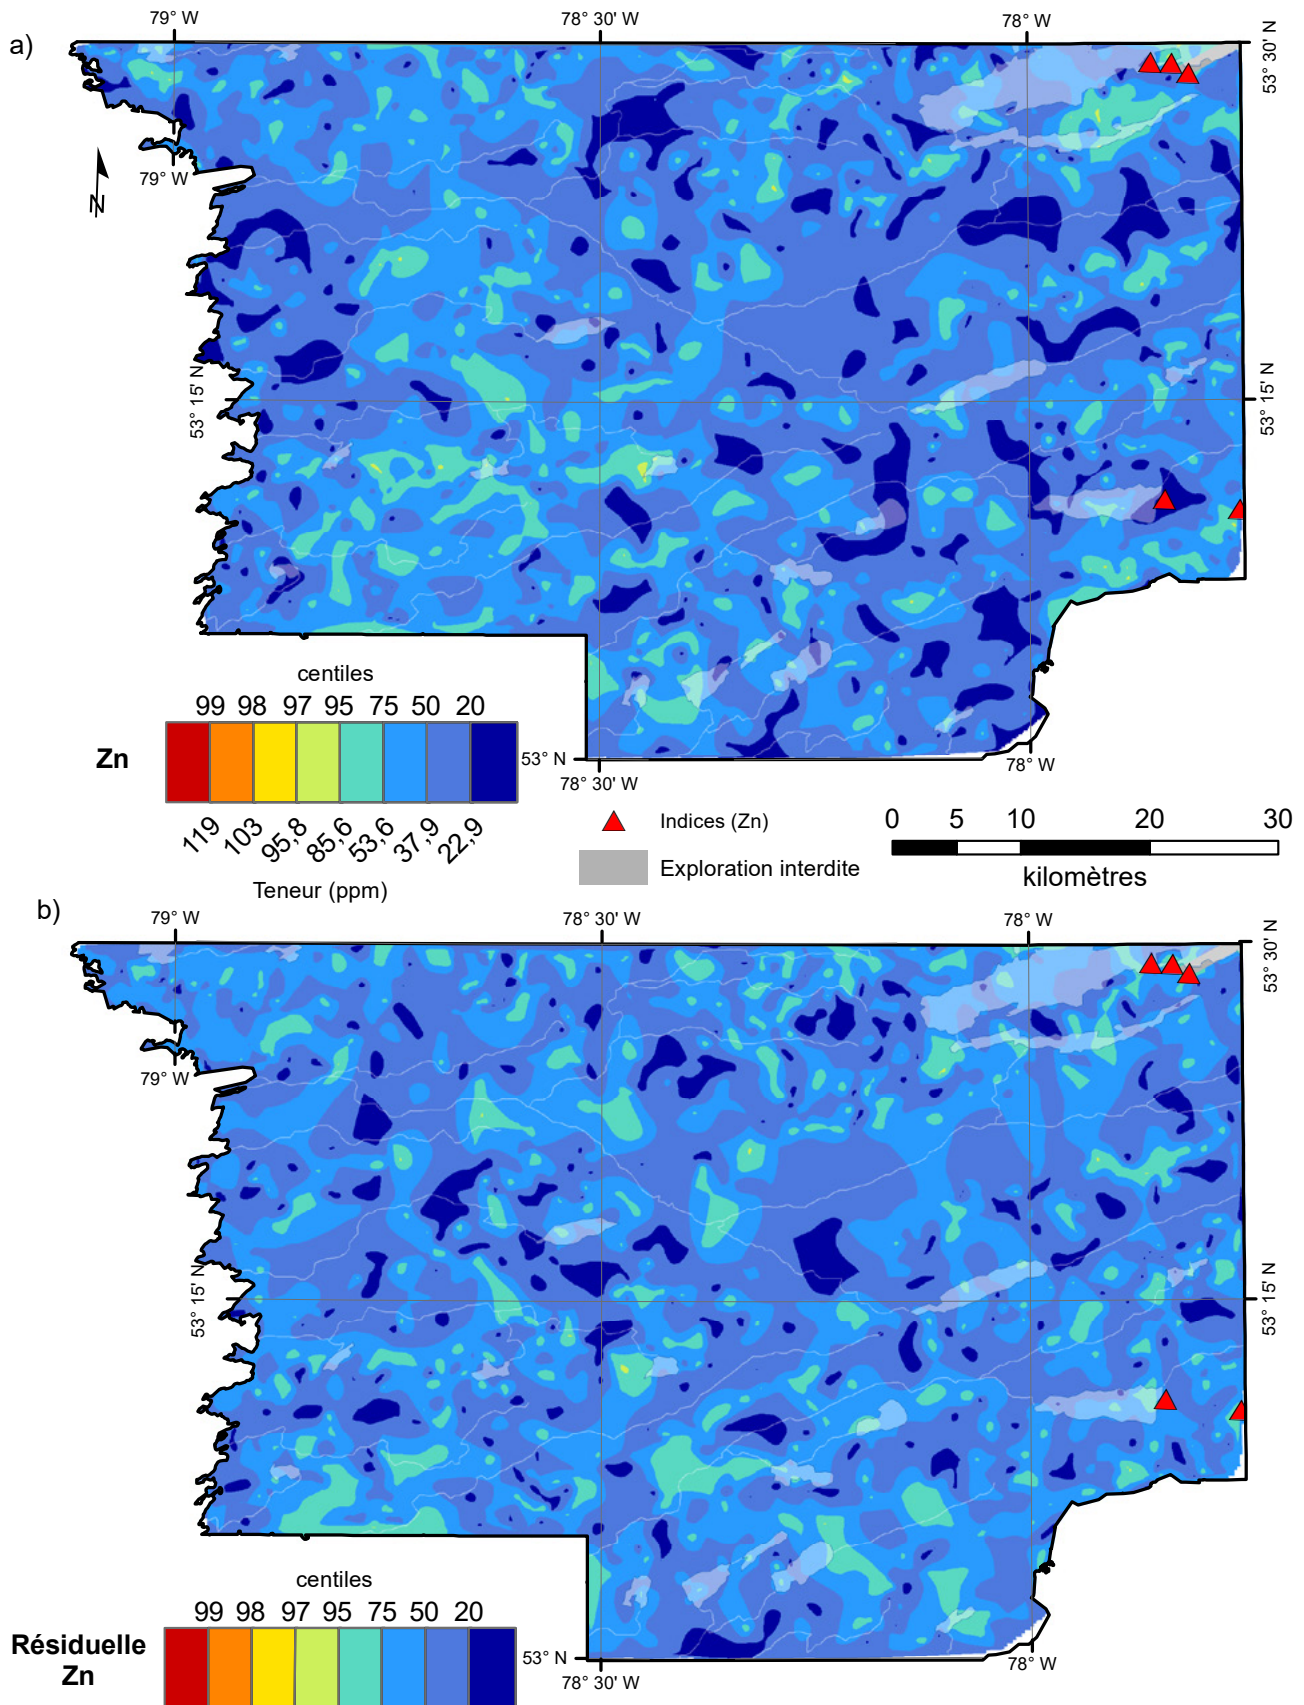 a)
79° W
78° 30' W
78° W
53° 30' N
79° W
N
53° 15' N
53° 15' N
centiles
99 98 97 95 75 50 20
Zn
119 103 95,8 85,6 53,6 37,9 22,9
Teneur (ppm)
53° N
78° 30' W
78° W
Indices (Zn)
Exploration interdite
0 5 10 20 30
kilomètres
b)
79° W
78° 30' W
78° W
53° 30' N
79° W
53° 15' N
53° 15' N
centiles
99 98 97 95 75 50 20
Résiduelle
Zn
53° N
78° 30' W
78° W